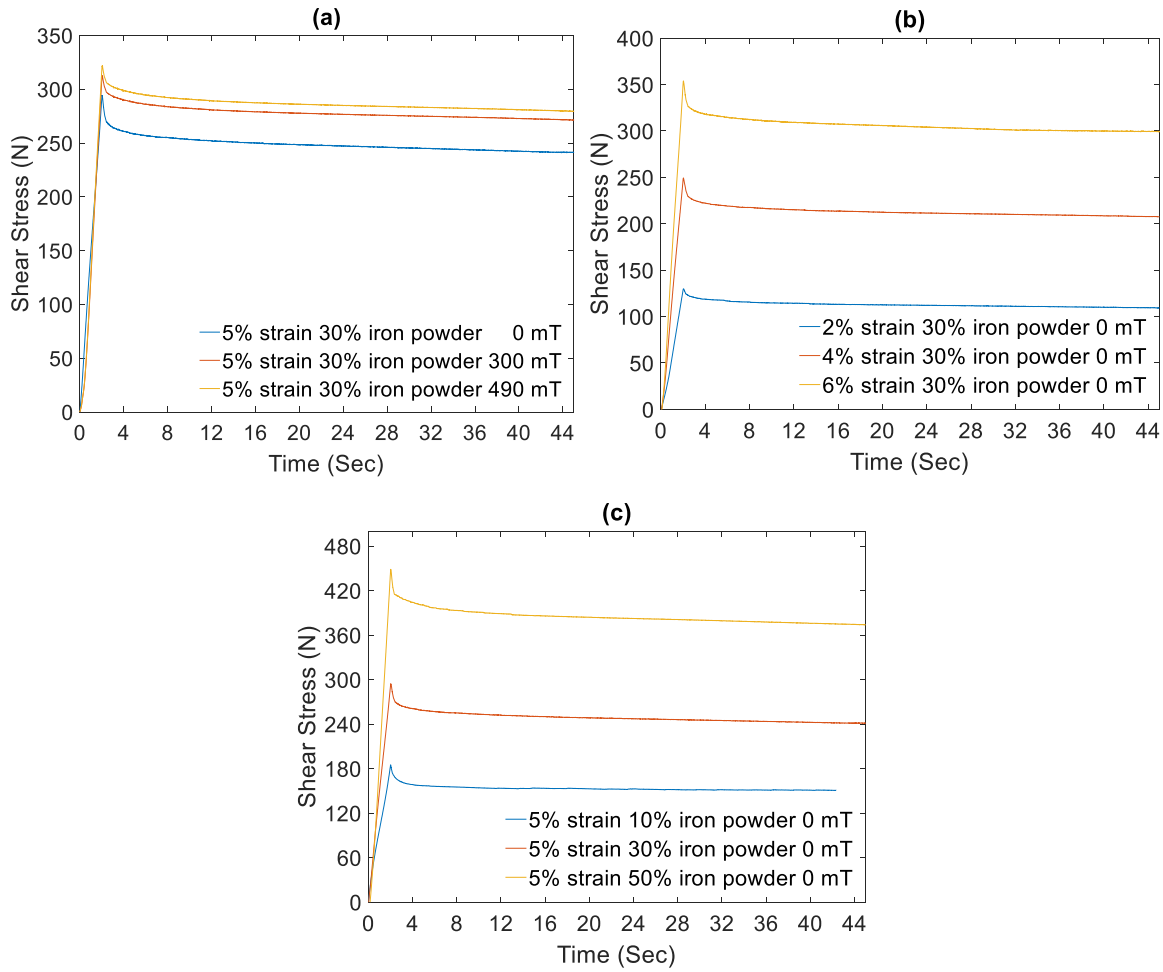 (a)
350
300
250
200
150
100
50
0
Shear Stress (N)
5% strain 30% iron powder 0 mT
5% strain 30% iron powder 300 mT
5% strain 30% iron powder 490 mT
0 4 8 12 16 20 24 28 32 36 40 44
Time (Sec)
(b)
400
350
300
250
200
150
100
50
0
Shear Stress (N)
2% strain 30% iron powder 0 mT
4% strain 30% iron powder 0 mT
6% strain 30% iron powder 0 mT
0 4 8 12 16 20 24 28 32 36 40 44
Time (Sec)
(c)
480
420
360
300
240
180
120
60
0
Shear Stress (N)
5% strain 10% iron powder 0 mT
5% strain 30% iron powder 0 mT
5% strain 50% iron powder 0 mT
0 4 8 12 16 20 24 28 32 36 40 44
Time (Sec)